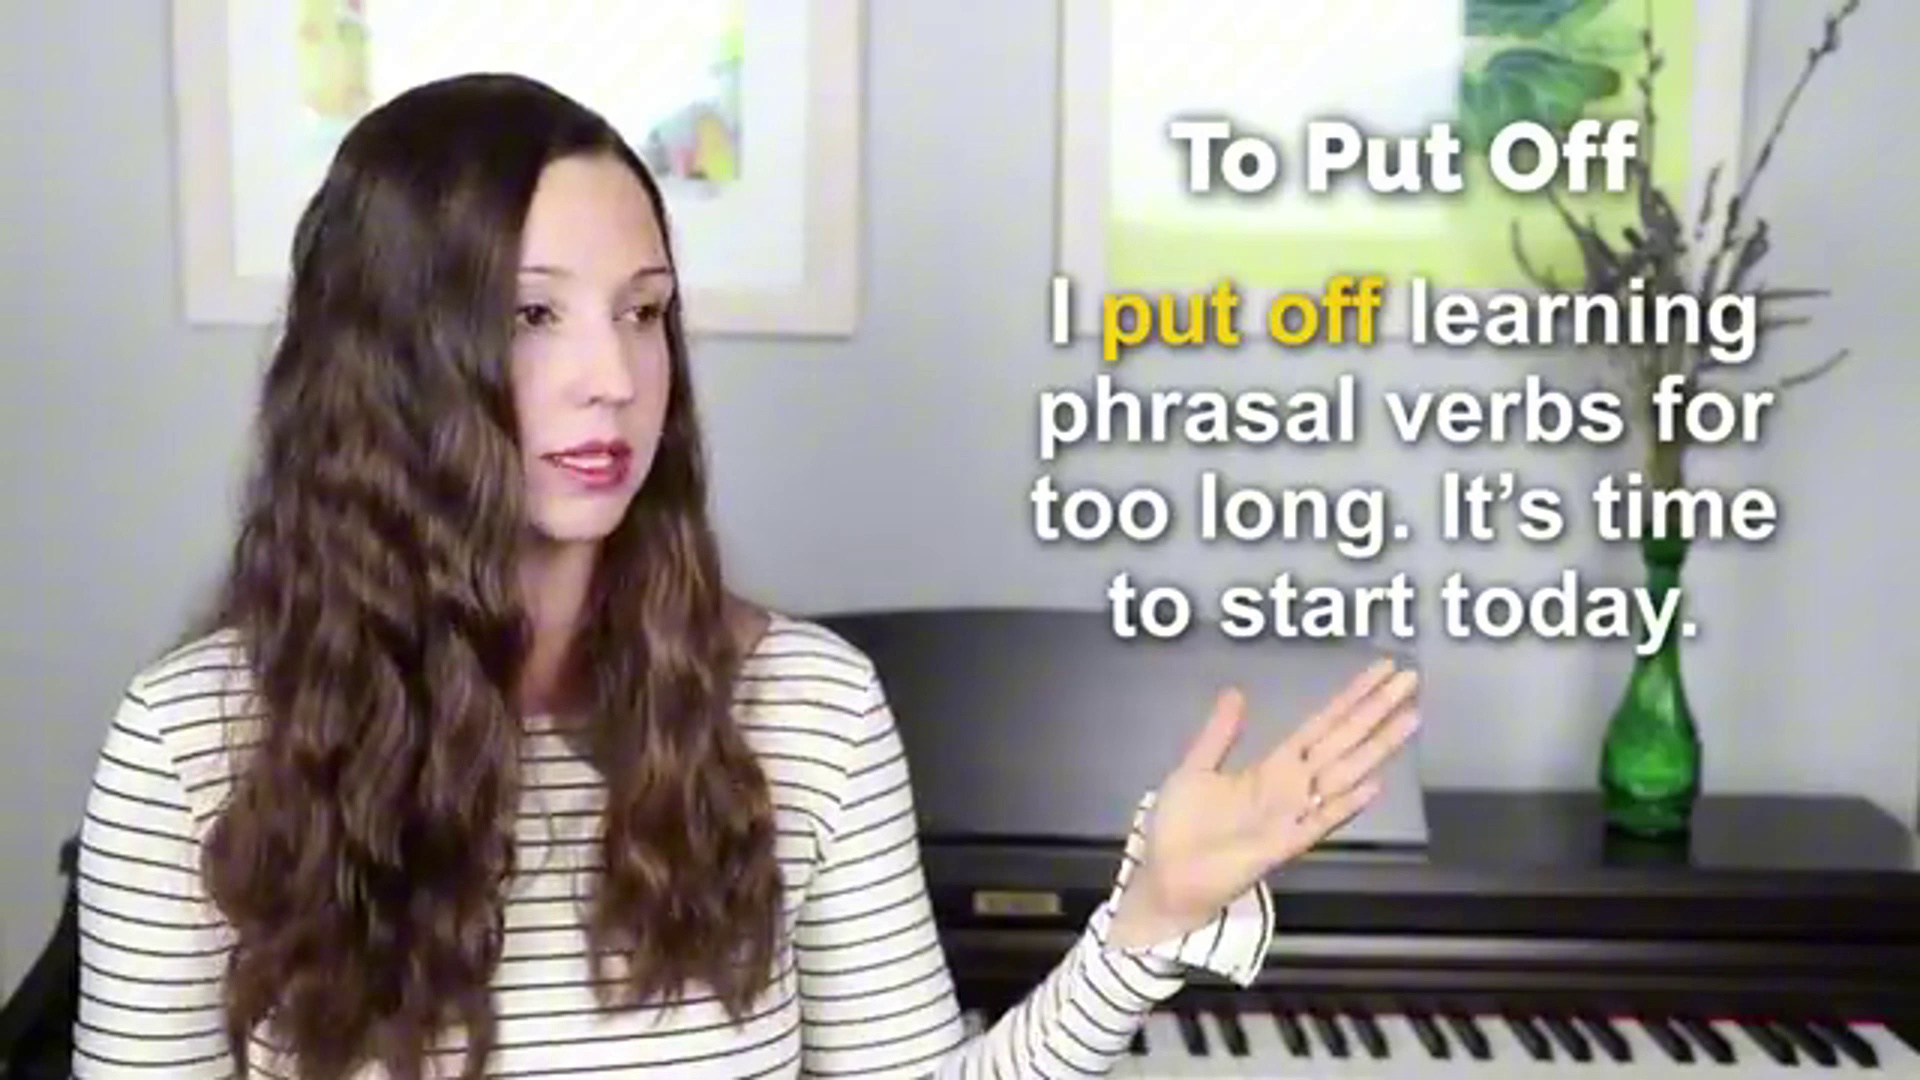 To Put Off
I put off learning
phrasal verbs for
too long. It’s time
to start today.